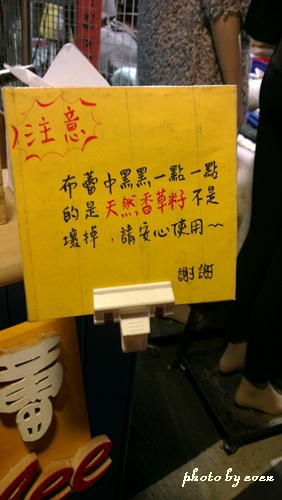 注意
布蕾中黑黑一點一點
的是天然香草籽不是
壞掉，請安心使用~
謝謝
蕾
photo by even